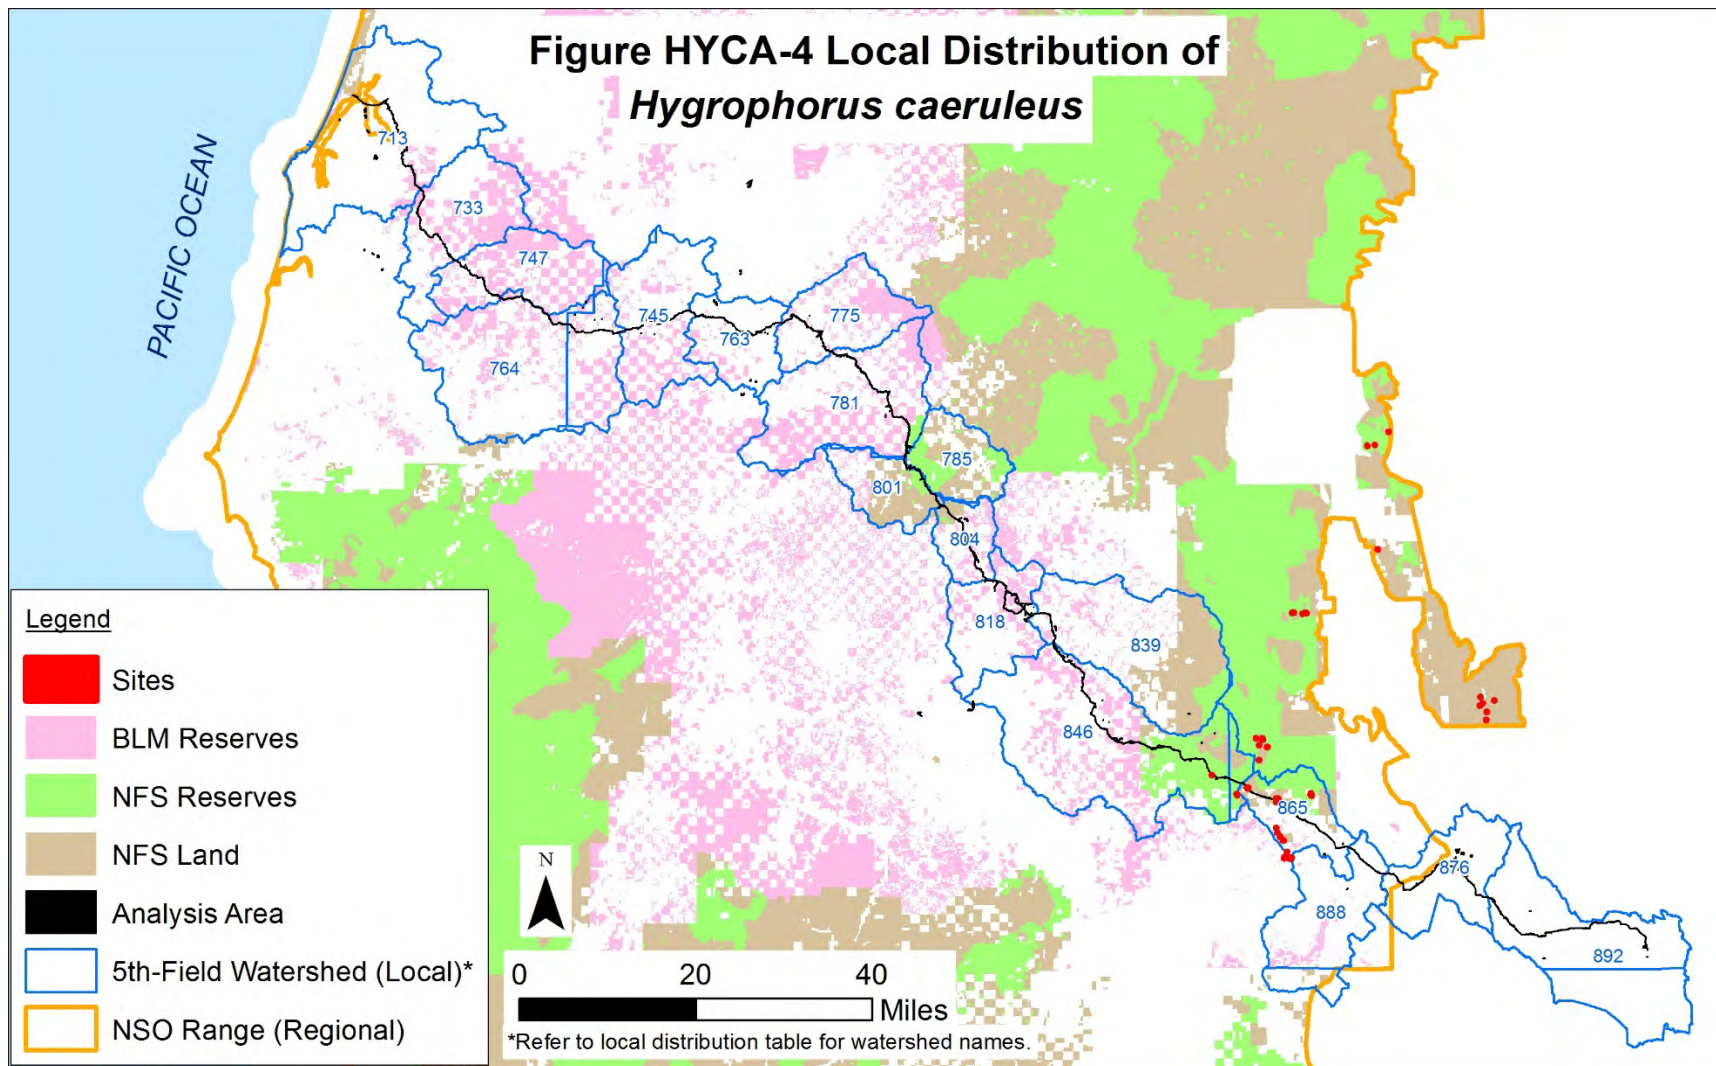 Figure HYCA-4 Local Distribution of
Hygrophorus caeruleus
PACIFIC OCEAN
713
733
747
745
775
763
764
781
785
801
804
818
839
846
865
876
888
892
Legend
Sites
BLM Reserves
NFS Reserves
NFS Land
Analysis Area
5th-Field Watershed (Local)*
NSO Range (Regional)
N
0 20 40
Miles
*Refer to local distribution table for watershed names.